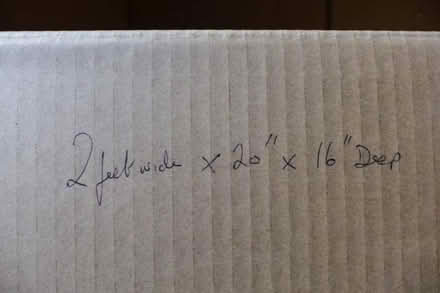 2 feet wide x 20" x 16" Deep